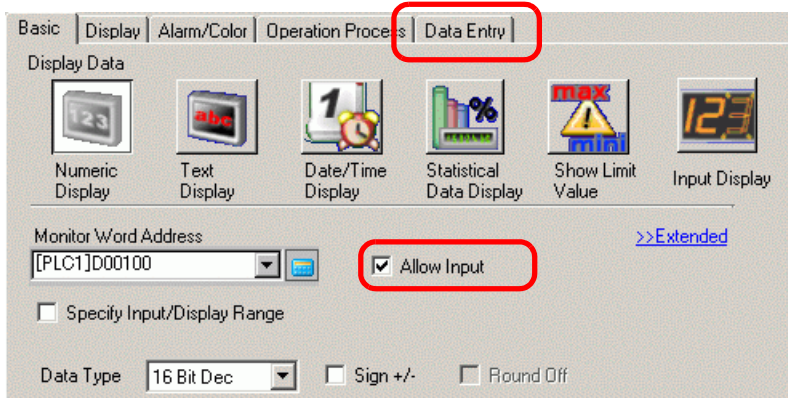 Basic Display Alarm/Color Operation Process Data Entry
Display Data
123 abc 1 % max mini 123
Numeric Display
Text Display
Date/Time Display
Statistical Data Display
Show Limit Value
Input Display
Monitor Word Address
>>Extended
[PLC1]D00100
Allow Input
Specify Input/Display Range
Data Type 16 Bit Dec Sign +/- Round Off